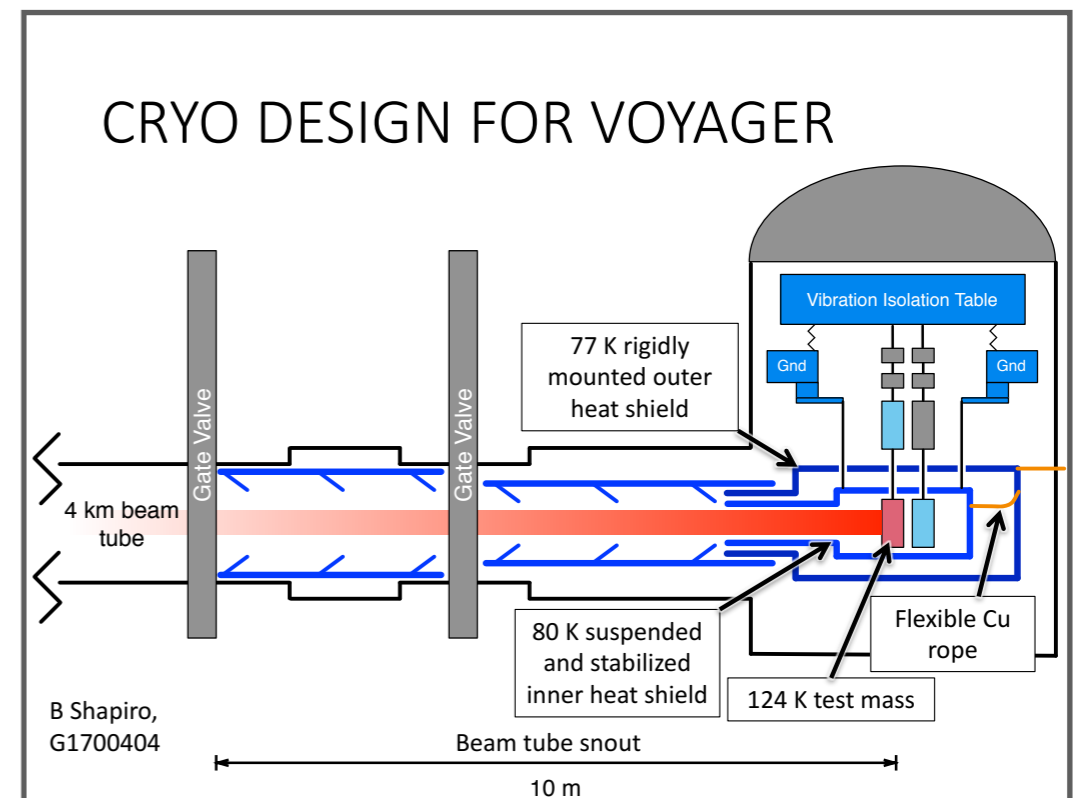 CRYO DESIGN FOR VOYAGER
Vibration Isolation Table
Gnd
Gnd
77 K rigidly
mounted outer
heat shield
Gate Valve
Gate Valve
4 km beam
tube
80 K suspended
and stabilized
inner heat shield
124 K test mass
Flexible Cu
rope
B Shapiro,
G1700404
Beam tube snout
10 m